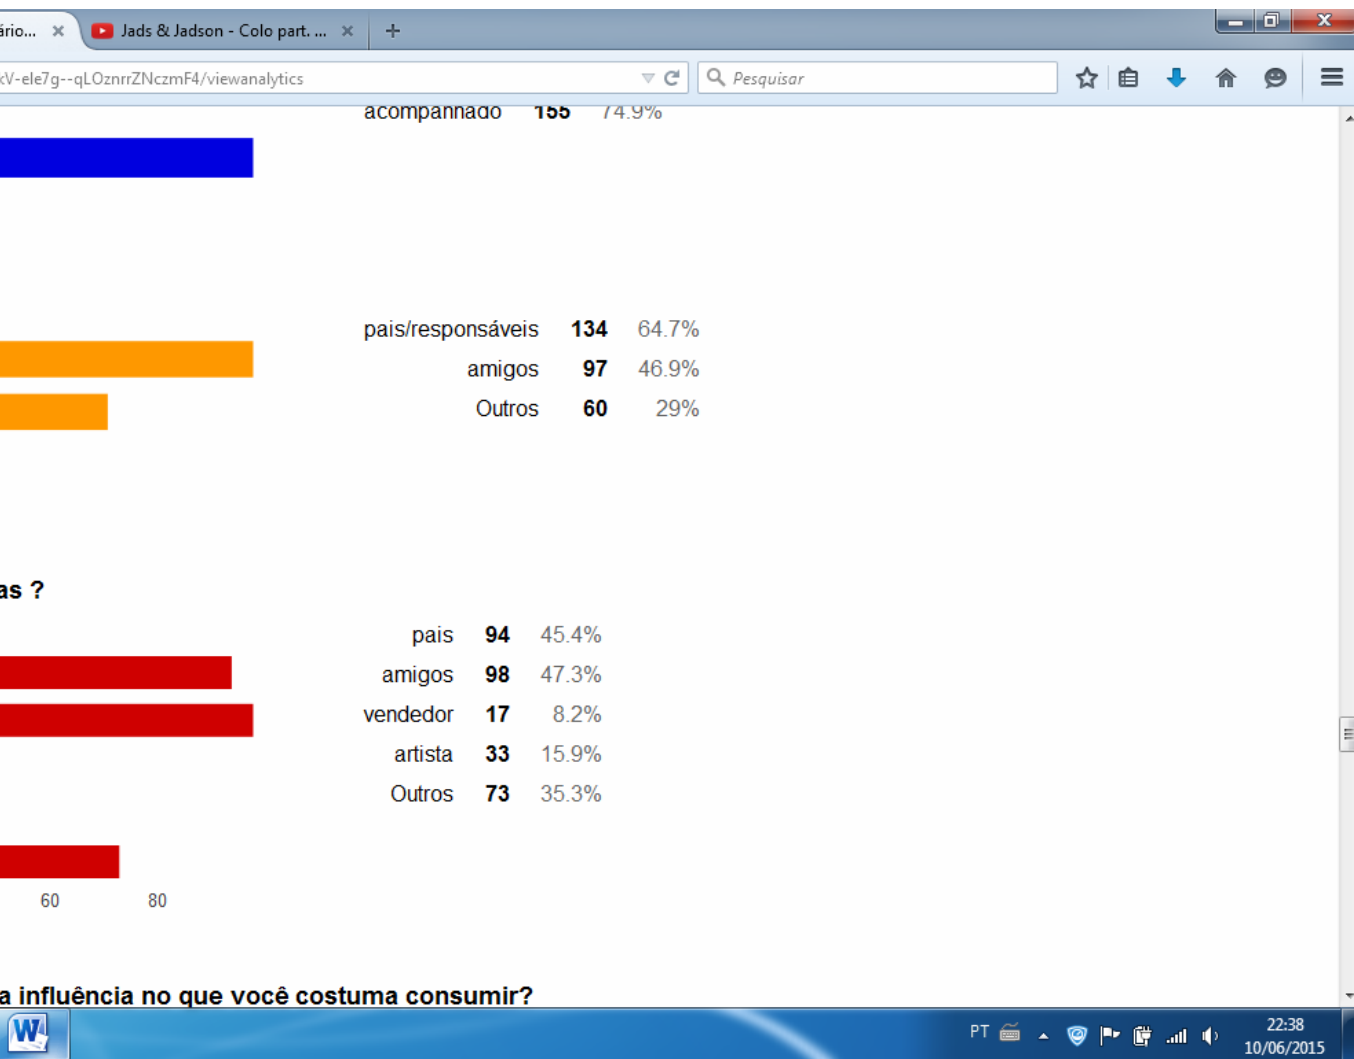 ário...
Jads & Jadson - Colo part. ...
kV-ele7g--qLOznrrZNczmF4/viewanalytics
Pesquisar
acompanhado 155 74.9%
pais/responsáveis 134 64.7%
amigos 97 46.9%
Outros 60 29%
as ?
pais 94 45.4%
amigos 98 47.3%
vendedor 17 8.2%
artista 33 15.9%
Outros 73 35.3%
60 80
a influência no que você costuma consumir?
W
PT
22:38
10/06/2015